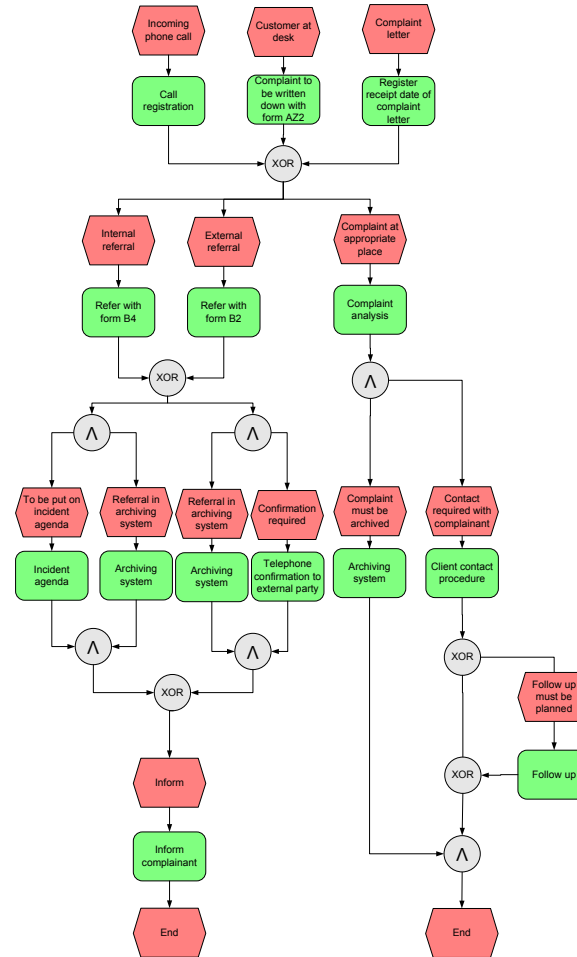 Incoming
phone call
Customer at
desk
Complaint
letter
Call
registration
Complaint to
be written
down with
form AZ2
Register
receipt date of
complaint
letter
XOR
Internal
referral
External
referral
Complaint at
appropriate
place
Refer with
form B4
Refer with
form B2
Complaint
analysis
XOR
Λ
Λ
Λ
To be put on
incident
agenda
Referral in
archiving
system
Referral in
archiving
system
Confirmation
required
Complaint
must be
archived
Contact
required with
complainant
Incident
agenda
Archiving
system
Archiving
system
Telephone
confirmation to
external party
Archiving
system
Client contact
procedure
Λ
Λ
XOR
XOR
Follow up
must be
planned
Inform
XOR
Follow up
Inform
complainant
Λ
End
End